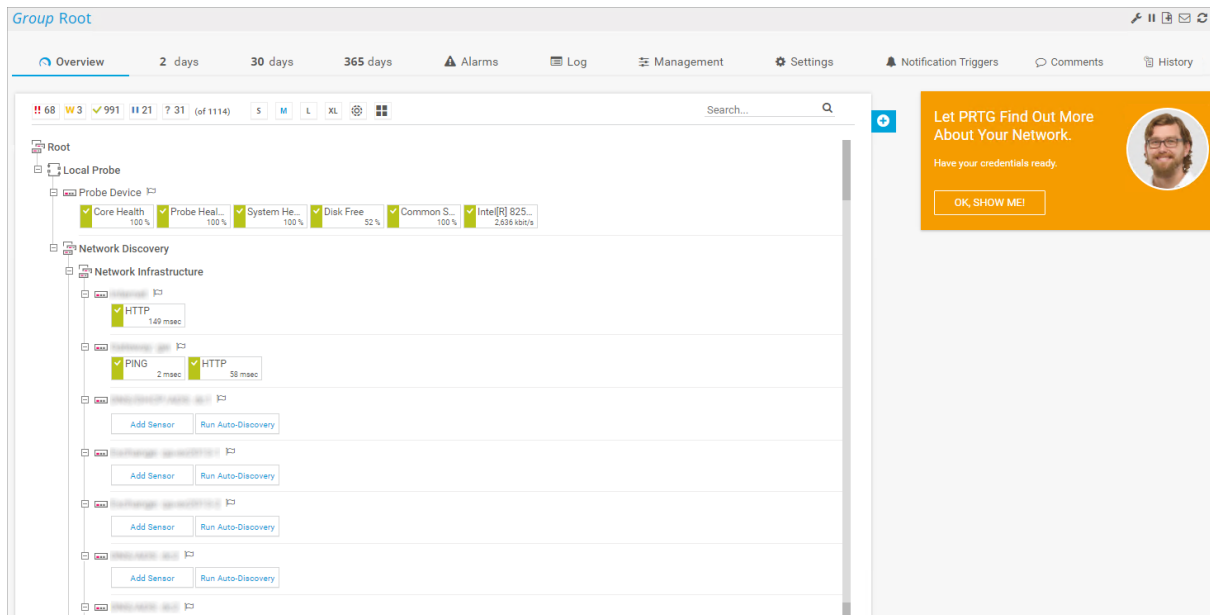 Group Root
Overview 2 days 30 days 365 days Alarms Log Management Settings Notification Triggers Comments History
!! 68 W 3 991 21 ? 31 (of 1114) S M L XL Search...
Root
Local Probe
Probe Device
Core Health 100 % Probe Heal... 100 % System He... 100 % Disk Free 52 % Common S... 100 % Intel[R] 825... 2,636 kbit/s
Network Discovery
Network Infrastructure
HTTP
149 msec
PING HTTP
2 msec 58 msec
Add Sensor Run Auto-Discovery
Add Sensor Run Auto-Discovery
Add Sensor Run Auto-Discovery
Add Sensor Run Auto-Discovery
Let PRTG Find Out More
About Your Network.
Have your credentials ready.
OK, SHOW ME!